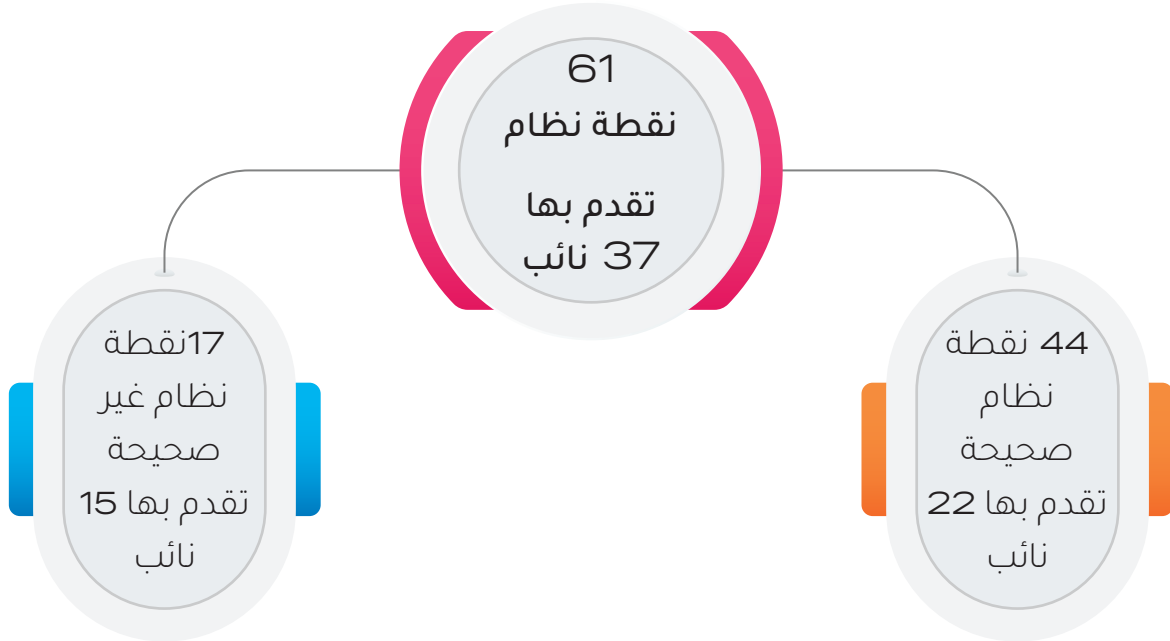 61
نقطة نظام
تقدم بها
37 نائب
44 نقطة
نظام
صحيحة
تقدم بها 22
نائب
17نقطة
نظام غير
صحيحة
تقدم بها 15
نائب